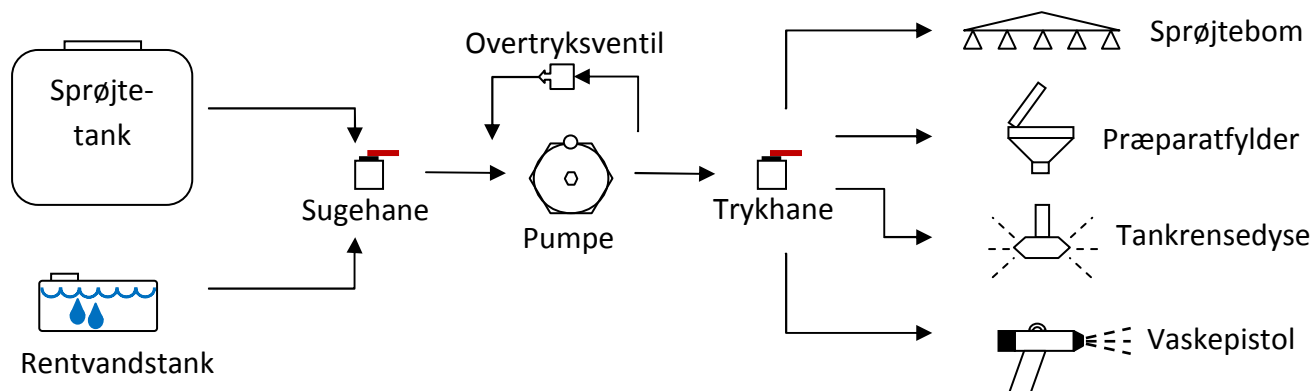 Sprøjte-
tank
Rentvandstank
Sugehane
Overtryksventil
Pumpe
Trykhane
Sprøjtebom
Præparatfylder
Tankrensedyse
Vaskepistol